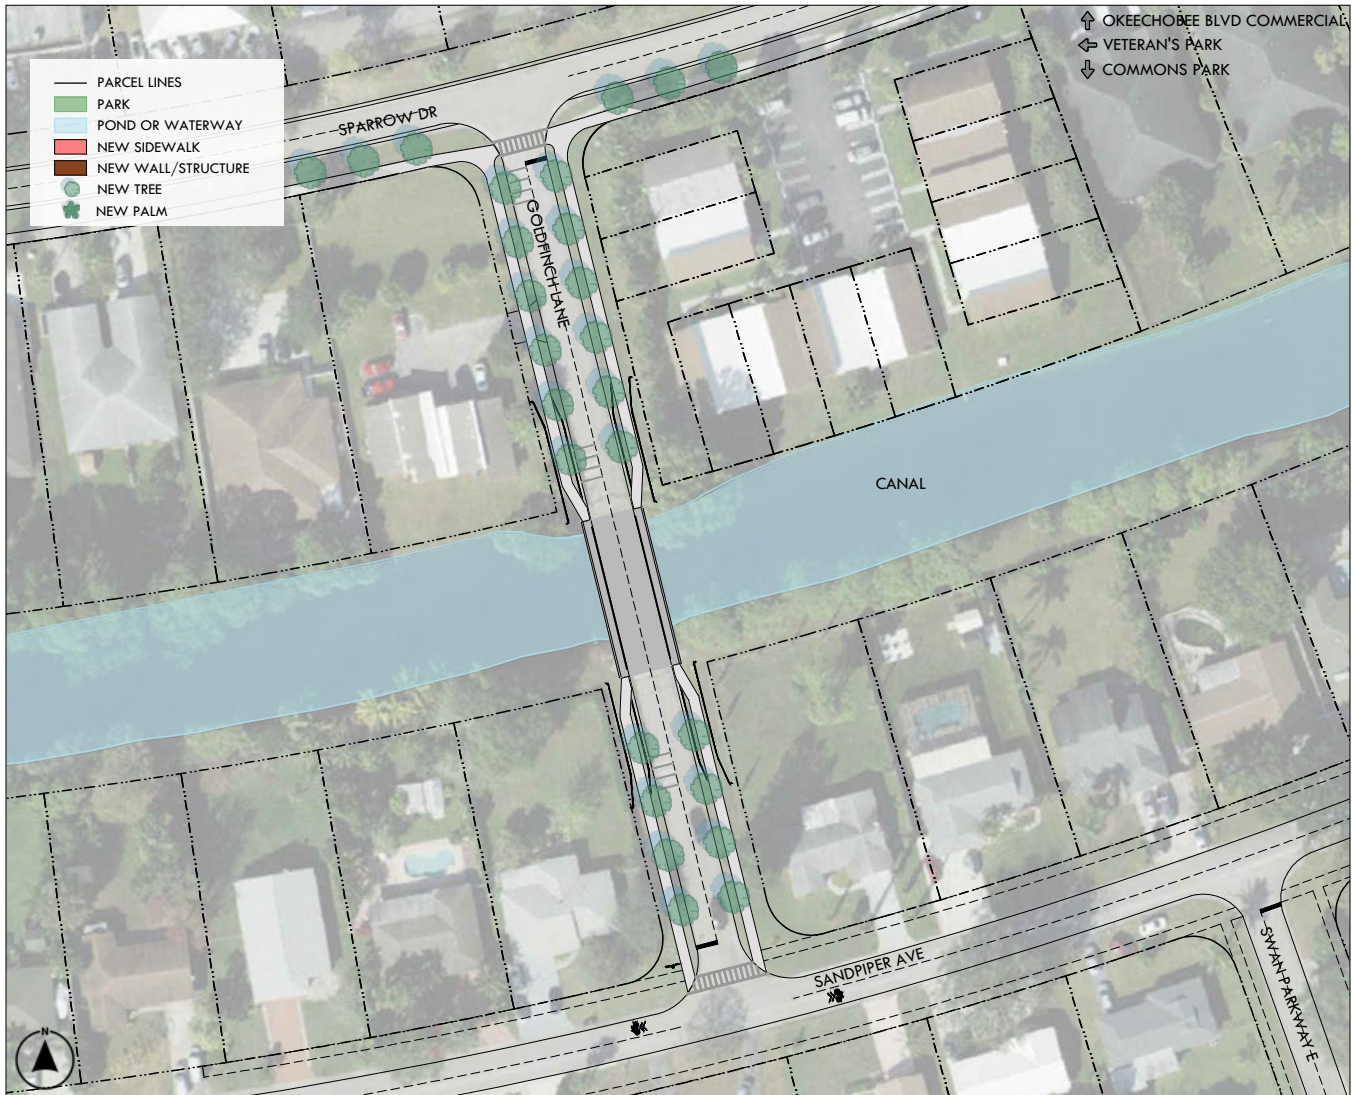 OKEECHOBEE BLVD COMMERCIAL
VETERAN'S PARK
COMMONS PARK
PARCEL LINES
PARK
POND OR WATERWAY
NEW SIDEWALK
NEW WALL/STRUCTURE
NEW TREE
NEW PALM
SPARROW DR
GOLDFINCH LANE
CANAL
SANDPIPER AVE
SWAN PARKWAY E
N